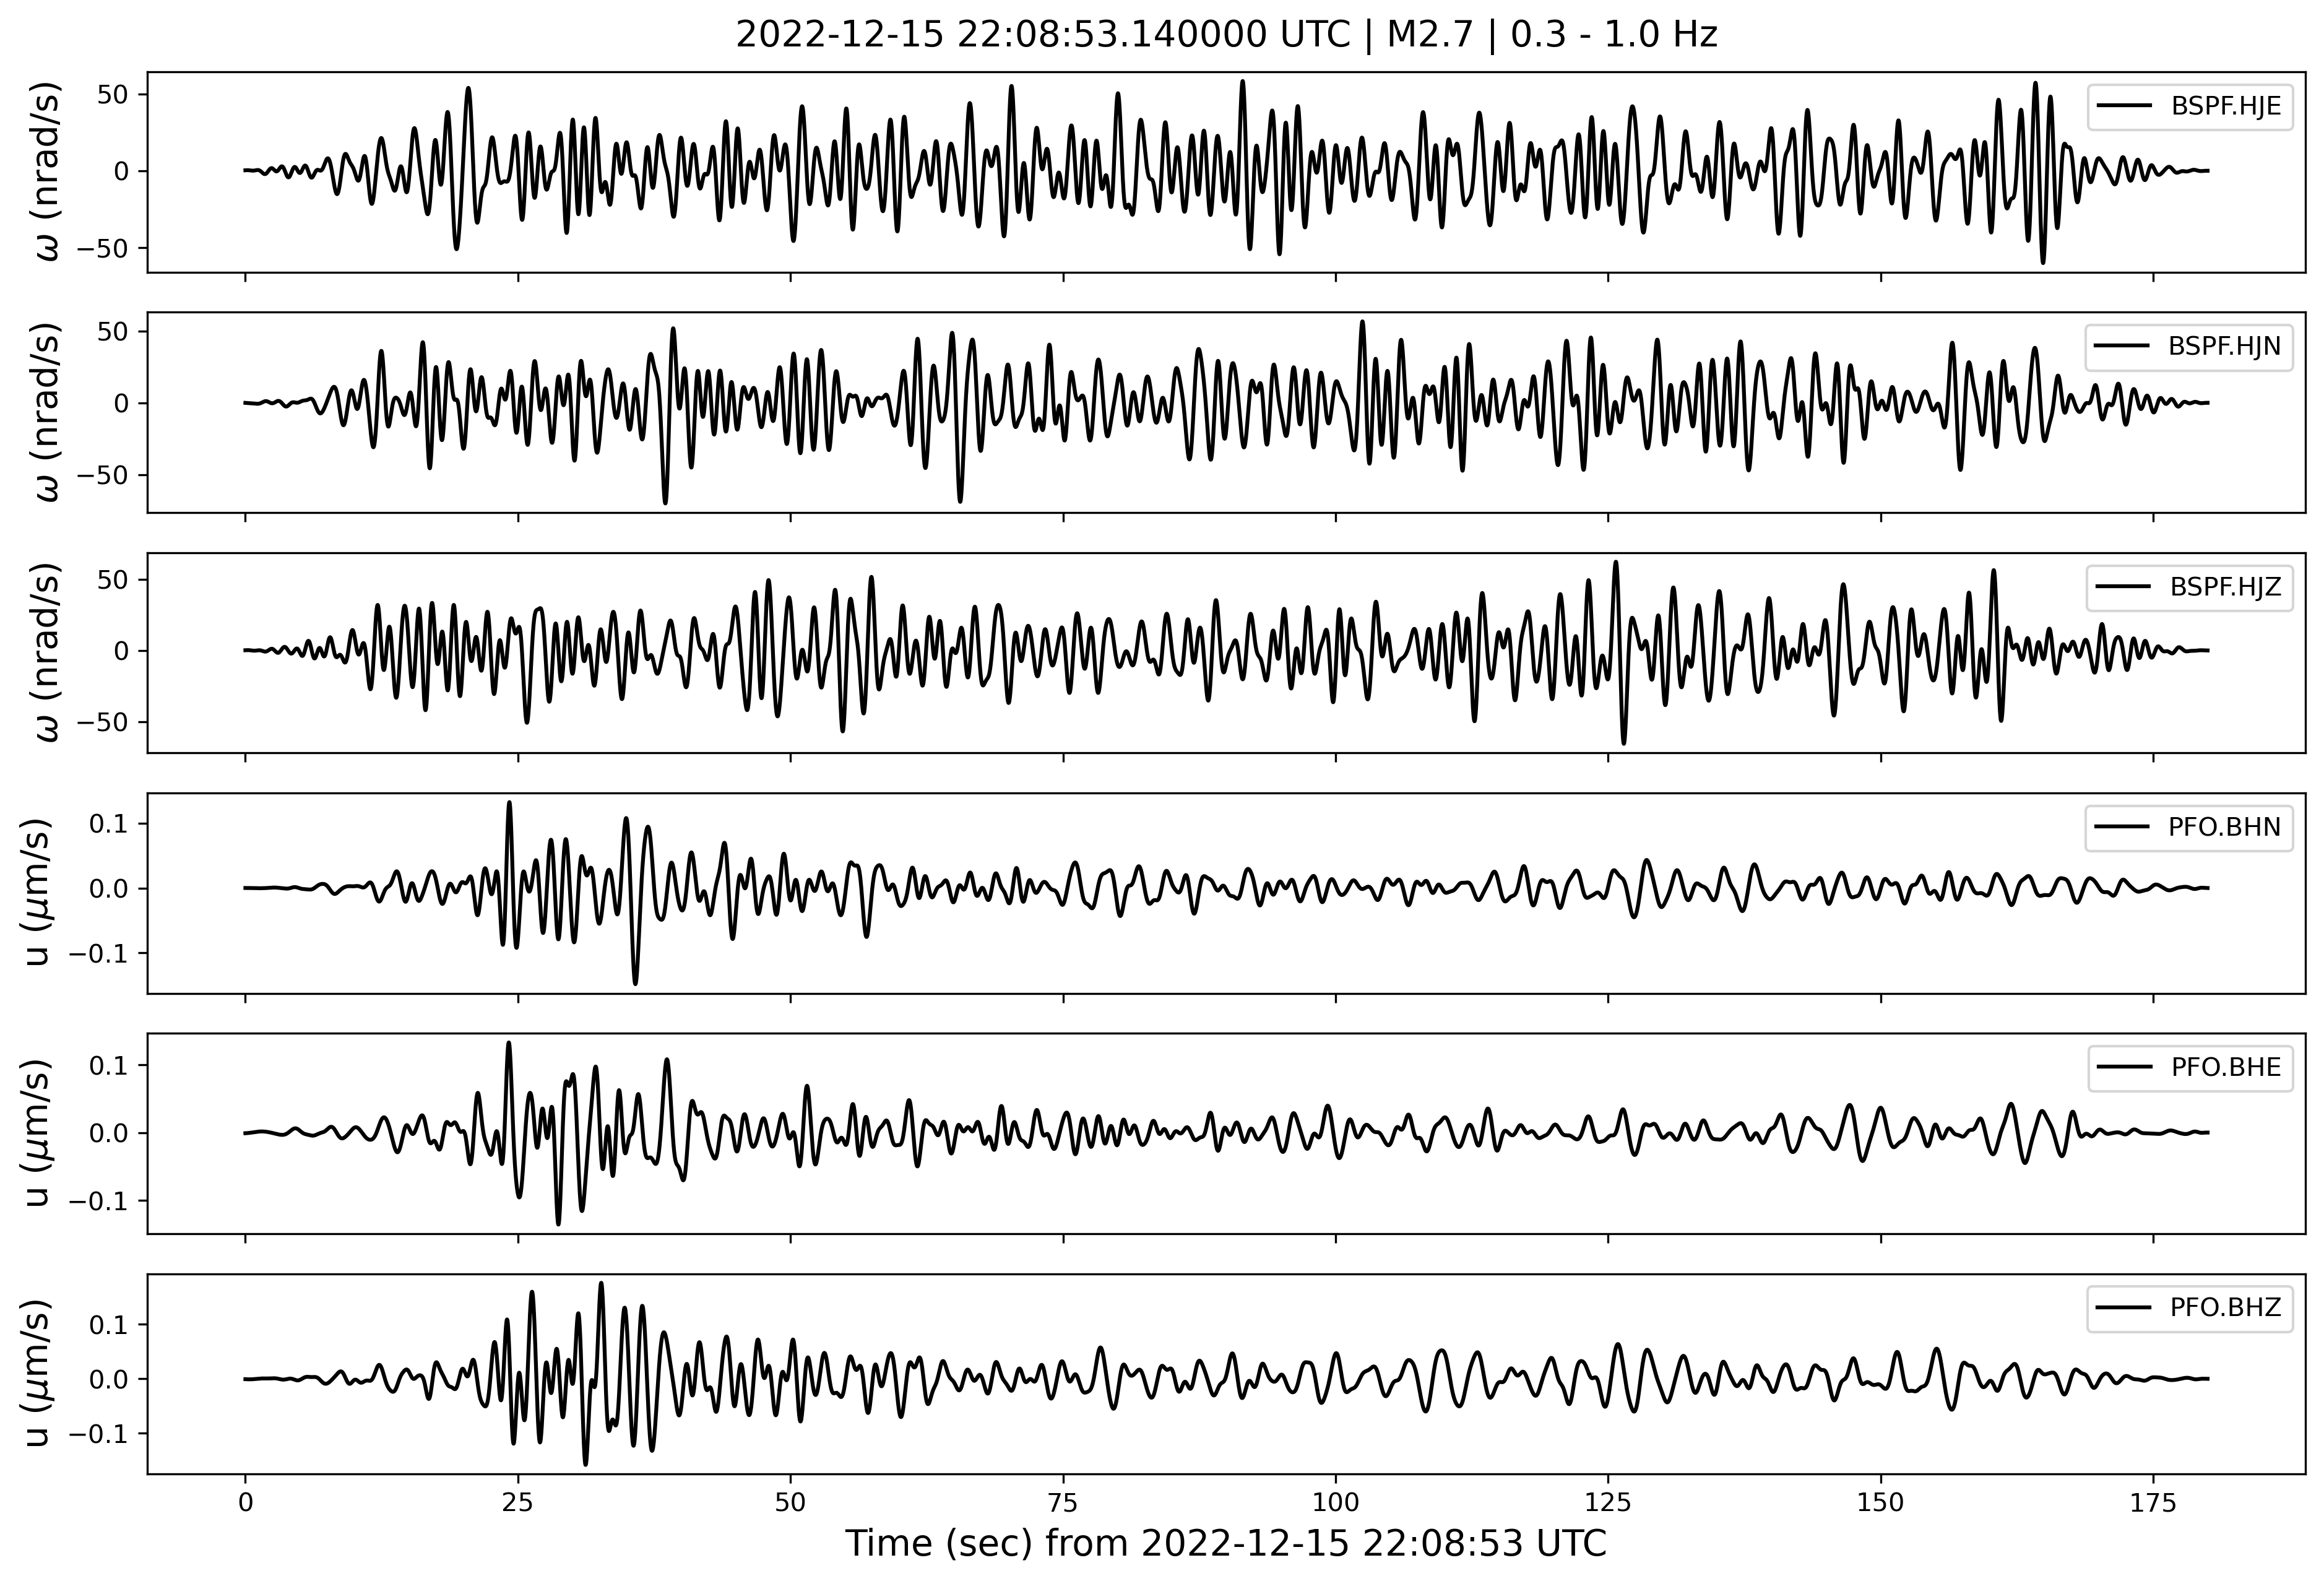 2022-12-15 22:08:53.140000 UTC | M2.7 | 0.3 - 1.0 Hz
ω (nrad/s)
50
0
−50
BSPF.HJE
ω (nrad/s)
50
0
−50
BSPF.HJN
ω (nrad/s)
50
0
−50
BSPF.HJZ
u (μm/s)
0.1
0.0
−0.1
PFO.BHN
u (μm/s)
0.1
0.0
−0.1
PFO.BHE
u (μm/s)
0.1
0.0
−0.1
PFO.BHZ
0 25 50 75 100 125 150 175
Time (sec) from 2022-12-15 22:08:53 UTC